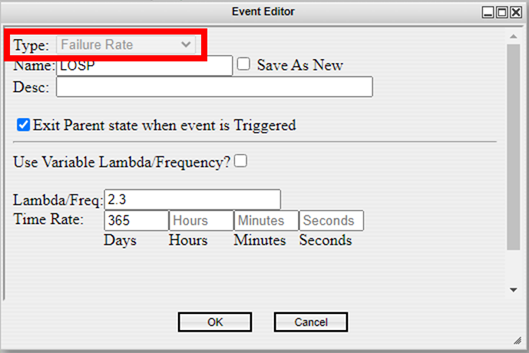 Event Editor
Type: Failure Rate
Name: LOSP Save As New
Desc:
Exit Parent state when event is Triggered
Use Variable Lambda/Frequency?
Lambda/Freq: 2.3
Time Rate: 365 Hours Minutes Seconds
Days Hours Minutes Seconds
OK Cancel